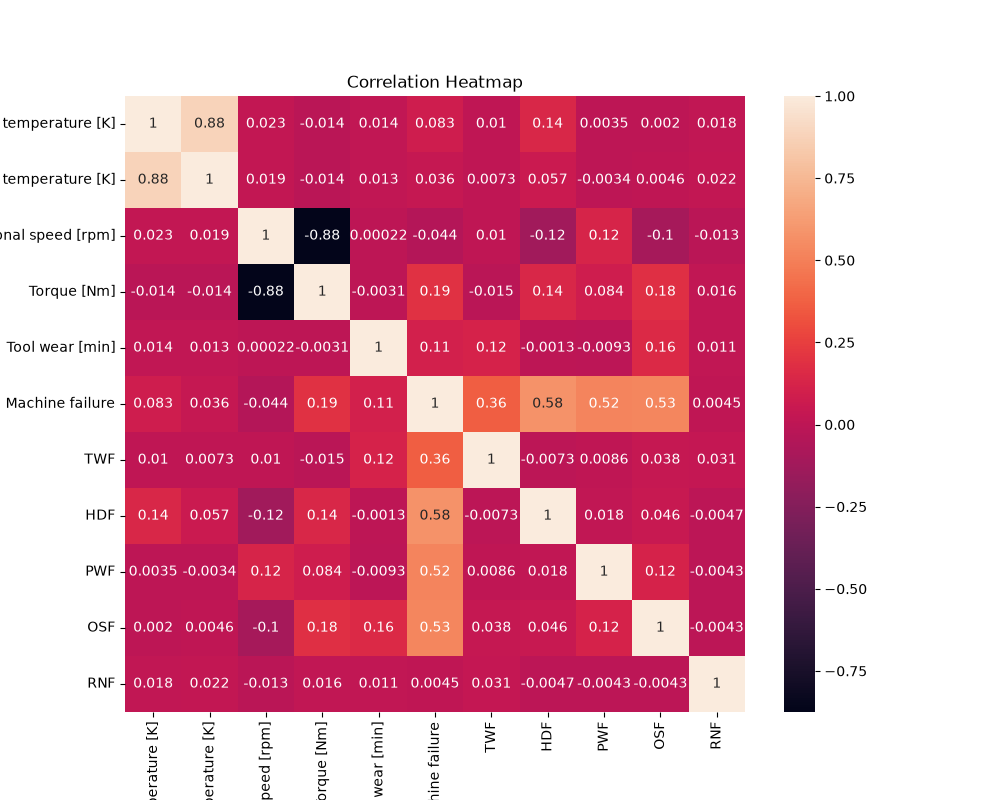 Correlation Heatmap
temperature [K] 1 0.88 0.023 -0.014 0.014 0.083 0.01 0.14 0.0035 0.002 0.018
temperature [K] 0.88 1 0.019 -0.014 0.013 0.036 0.0073 0.057 -0.0034 0.0046 0.022
onal speed [rpm] 0.023 0.019 1 -0.88 0.00022 -0.044 0.01 -0.12 0.12 -0.1 -0.013
Torque [Nm] -0.014 -0.014 -0.88 1 -0.0031 0.19 -0.015 0.14 0.084 0.18 0.016
Tool wear [min] 0.014 0.013 0.00022 -0.0031 1 0.11 0.12 -0.0013 -0.0093 0.16 0.011
Machine failure 0.083 0.036 -0.044 0.19 0.11 1 0.36 0.58 0.52 0.53 0.0045
TWF 0.01 0.0073 0.01 -0.015 0.12 0.36 1 -0.0073 0.0086 0.038 0.031
HDF 0.14 0.057 -0.12 0.14 -0.0013 0.58 -0.0073 1 0.018 0.046 -0.0047
PWF 0.0035 -0.0034 0.12 0.084 -0.0093 0.52 0.0086 0.018 1 0.12 -0.0043
OSF 0.002 0.0046 -0.1 0.18 0.16 0.53 0.038 0.046 0.12 1 -0.0043
RNF 0.018 0.022 -0.013 0.016 0.011 0.0045 0.031 -0.0047 -0.0043 -0.0043 1
perature [K]
perature [K]
peed [rpm]
orque [Nm]
wear [min]
hine failure
TWF
HDF
PWF
OSF
RNF
1.00
0.75
0.50
0.25
0.00
−0.25
−0.50
−0.75